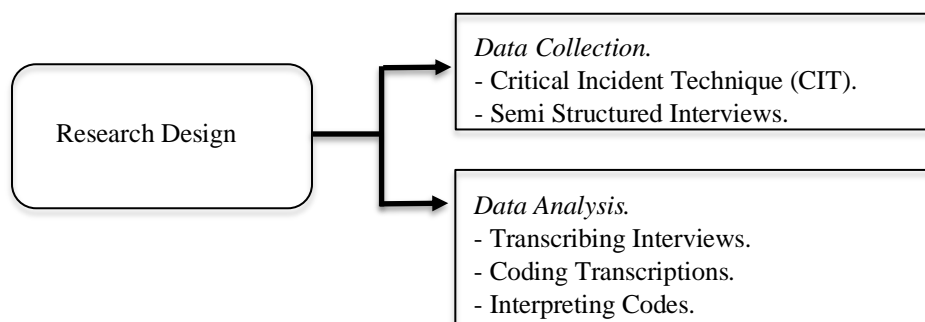 Research Design
Data Collection.
- Critical Incident Technique (CIT).
- Semi Structured Interviews.
Data Analysis.
- Transcribing Interviews.
- Coding Transcriptions.
- Interpreting Codes.